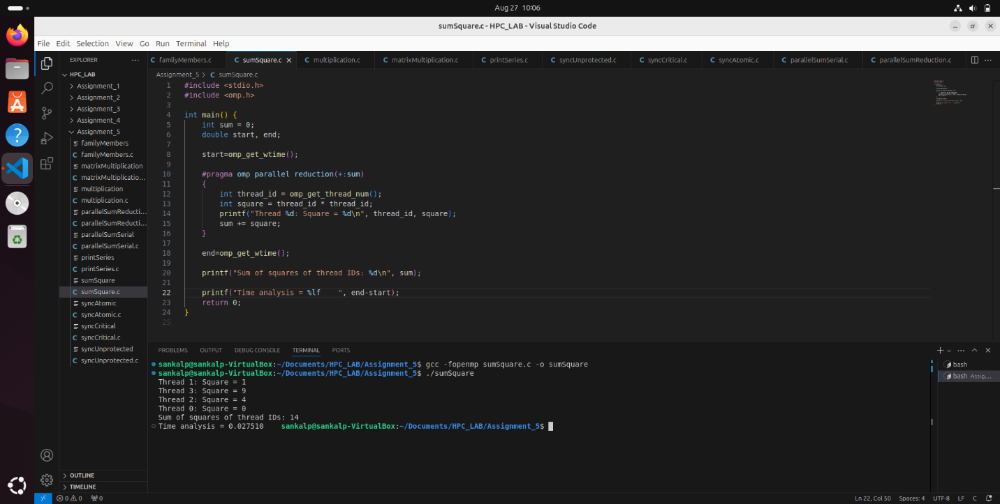 Aug 27 10:06
sumSquare.c - HPC_LAB - Visual Studio Code
File Edit Selection View Go Run Terminal Help
EXPLORER
HPC_LAB
Assignment_1
Assignment_2
Assignment_3
Assignment_4
Assignment_5
familyMembers
C familyMembers.c
matrixMultiplication
C matrixMultiplicatio...
multiplication
C multiplication.c
parallelSumReducti...
C parallelSumReducti...
parallelSumSerial
C parallelSumSerial.c
printSeries
C printSeries.c
sumSquare
C sumSquare.c
syncAtomic
C syncAtomic.c
syncCritical
C syncCritical.c
syncUnprotected
C syncUnprotected.c
OUTLINE
TIMELINE
C familyMembers.c C sumSquare.c C multiplication.c C matrixMultiplication.c C printSeries.c C syncUnprotected.c C syncCritical.c C syncAtomic.c C parallelSumSerial.c C parallelSumReduction.c
Assignment_5 > C sumSquare.c
1 #include <stdio.h>
2 #include <omp.h>
3
4 int main() {
5 int sum = 0;
6 double start, end;
7
8 start=omp_get_wtime();
9
10 #pragma omp parallel reduction(+:sum)
11 {
12 int thread_id = omp_get_thread_num();
13 int square = thread_id * thread_id;
14 printf("Thread %d: Square = %d\n", thread_id, square);
15 sum += square;
16 }
17
18 end=omp_get_wtime();
19
20 printf("Sum of squares of thread IDs: %d\n", sum);
21
22 printf("Time analysis = %lf    ", end-start);
23 return 0;
24 }
25
PROBLEMS OUTPUT DEBUG CONSOLE TERMINAL PORTS
sankalp@sankalp-VirtualBox:~/Documents/HPC_LAB/Assignment_5$ gcc -fopenmp sumSquare.c -o sumSquare
sankalp@sankalp-VirtualBox:~/Documents/HPC_LAB/Assignment_5$ ./sumSquare
Thread 1: Square = 1
Thread 3: Square = 9
Thread 2: Square = 4
Thread 0: Square = 0
Sum of squares of thread IDs: 14
Time analysis = 0.027510    sankalp@sankalp-VirtualBox:~/Documents/HPC_LAB/Assignment_5$
bash
bash Assig...
0 0 0
Ln 22, Col 50 Spaces: 4 UTF-8 LF C